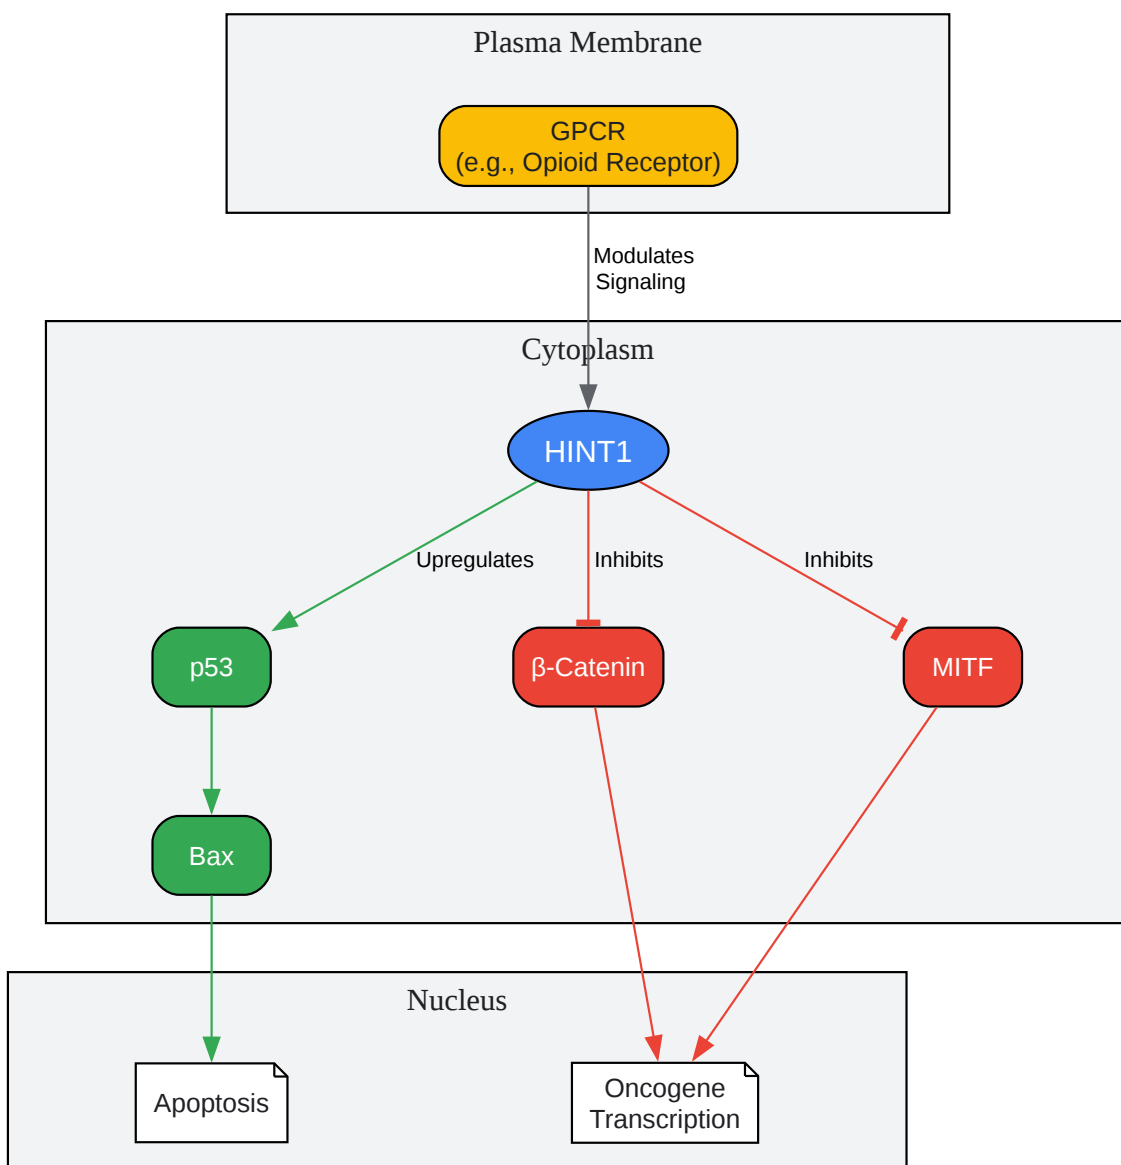 Plasma Membrane
GPCR
(e.g., Opioid Receptor)
Modulates
Signaling
Cytoplasm
HINT1
Upregulates
Inhibits
Inhibits
p53
β-Catenin
MITF
Bax
Nucleus
Apoptosis
Oncogene
Transcription